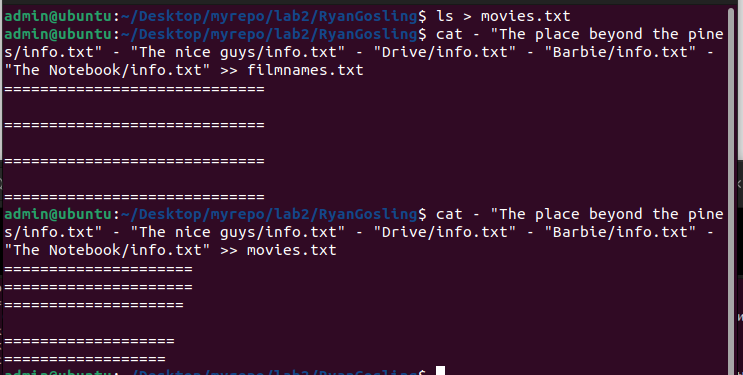 admin@ubuntu:~/Desktop/myrepo/lab2/RyanGosling$ ls > movies.txt
admin@ubuntu:~/Desktop/myrepo/lab2/RyanGosling$ cat - "The place beyond the pine
s/info.txt" - "The nice guys/info.txt" - "Drive/info.txt" - "Barbie/info.txt" -
"The Notebook/info.txt" >> filmnames.txt
=============================
=============================
=============================
=============================
admin@ubuntu:~/Desktop/myrepo/lab2/RyanGosling$ cat - "The place beyond the pine
s/info.txt" - "The nice guys/info.txt" - "Drive/info.txt" - "Barbie/info.txt" -
"The Notebook/info.txt" >> movies.txt
=====================
=====================
====================
===================
==================
admin@ubuntu:~/Desktop/myrepo/lab2/RyanGosling$